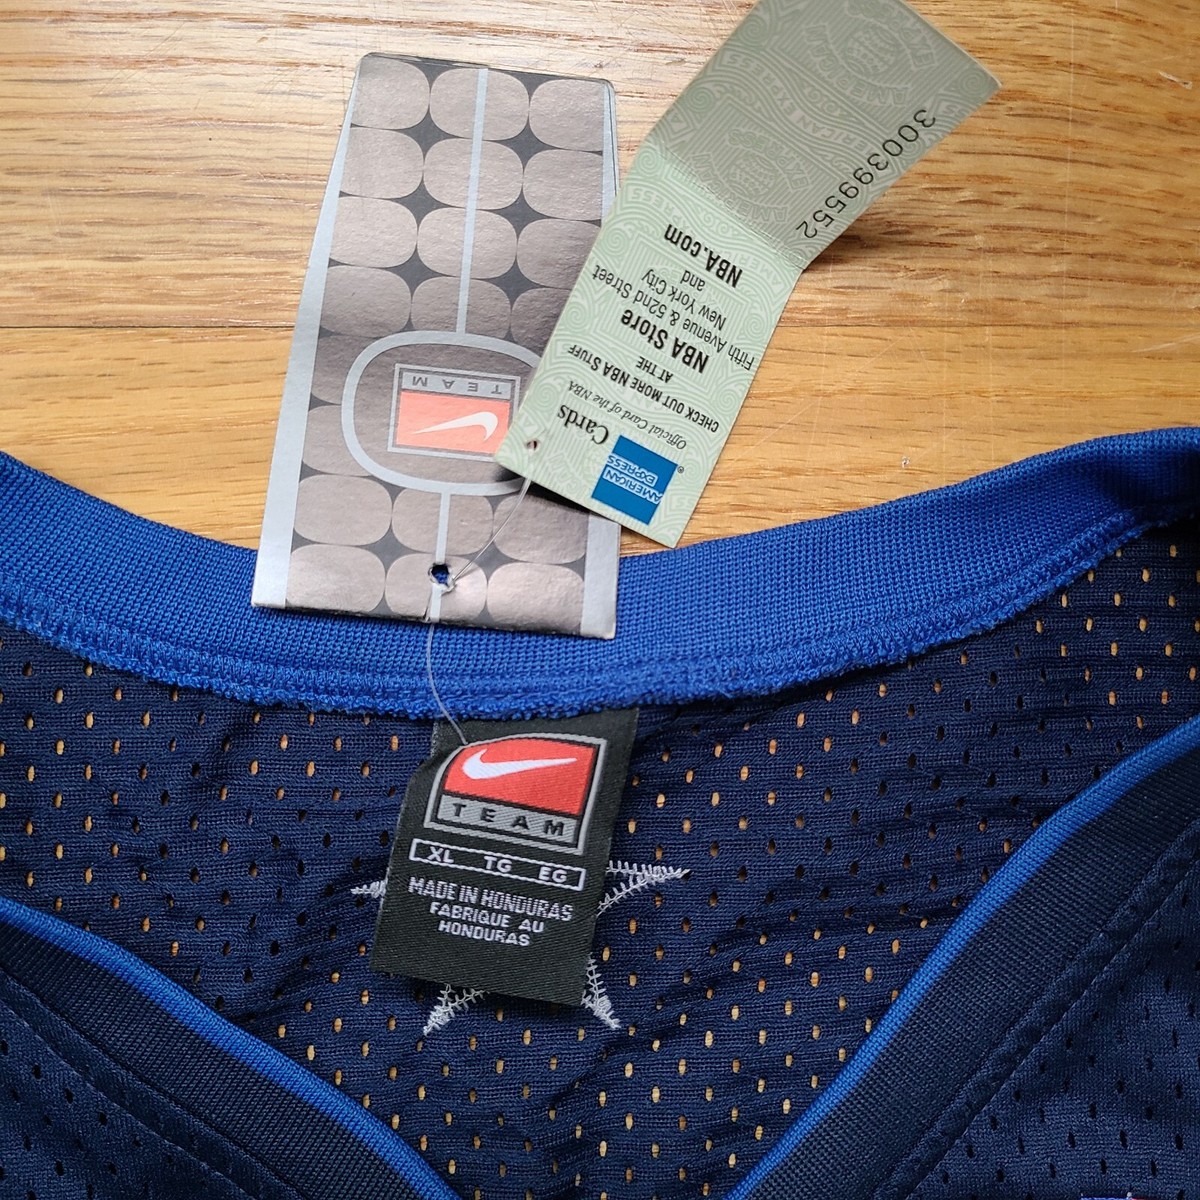 TEAM
300399552
AMERICAN
EXPRESS
®
Cards
Official Card of the NBA
CHECK OUT MORE NBA STUFF
AT THE
NBA Store
Fifth Avenue & 52nd Street
New York City
and
NBA.com
TEAM
XL TG EG
MADE IN HONDURAS
FABRIQUE AU
HONDURAS